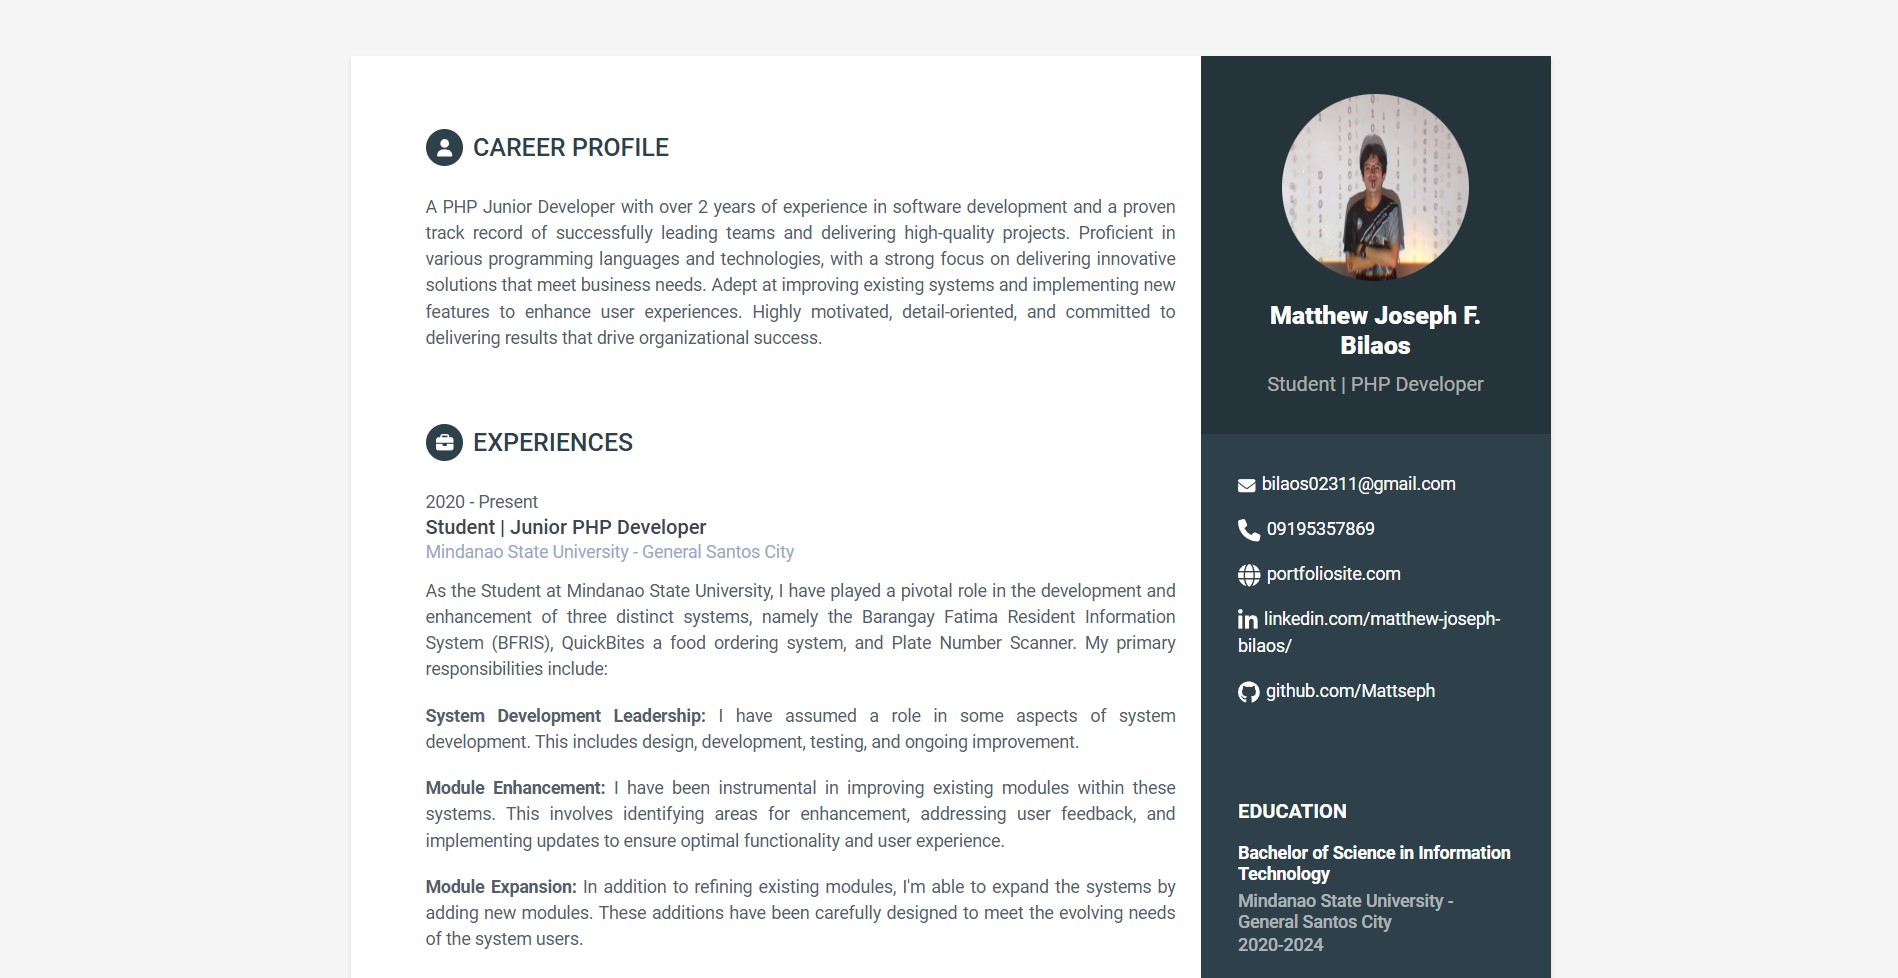 CAREER PROFILE
A PHP Junior Developer with over 2 years of experience in software development and a proven
track record of successfully leading teams and delivering high-quality projects. Proficient in
various programming languages and technologies, with a strong focus on delivering innovative
solutions that meet business needs. Adept at improving existing systems and implementing new
features to enhance user experiences. Highly motivated, detail-oriented, and committed to
delivering results that drive organizational success.
EXPERIENCES
2020 - Present
Student | Junior PHP Developer
Mindanao State University - General Santos City
As the Student at Mindanao State University, I have played a pivotal role in the development and
enhancement of three distinct systems, namely the Barangay Fatima Resident Information
System (BFRIS), QuickBites a food ordering system, and Plate Number Scanner. My primary
responsibilities include:
System Development Leadership: I have assumed a role in some aspects of system
development. This includes design, development, testing, and ongoing improvement.
Module Enhancement: I have been instrumental in improving existing modules within these
systems. This involves identifying areas for enhancement, addressing user feedback, and
implementing updates to ensure optimal functionality and user experience.
Module Expansion: In addition to refining existing modules, I'm able to expand the systems by
adding new modules. These additions have been carefully designed to meet the evolving needs
of the system users.
Matthew Joseph F.
Bilaos
Student | PHP Developer
bilaos02311@gmail.com
09195357869
portfoliosite.com
linkedin.com/matthew-joseph-
bilaos/
github.com/Mattseph
EDUCATION
Bachelor of Science in Information
Technology
Mindanao State University -
General Santos City
2020-2024